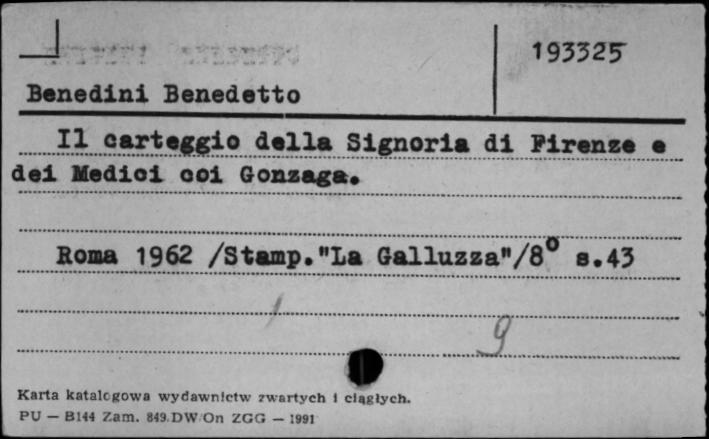 193325
Benedini Benedetto
Il carteggio della Signoria di Firenze e
dei Medici coi Gonzaga.
Roma 1962 /Stamp."La Galluzza"/8° s.43
9
Karta katalogowa wydawnictw zwartych i ciągłych.
PU — B144 Zam. 849.DW/On ZGG — 1991